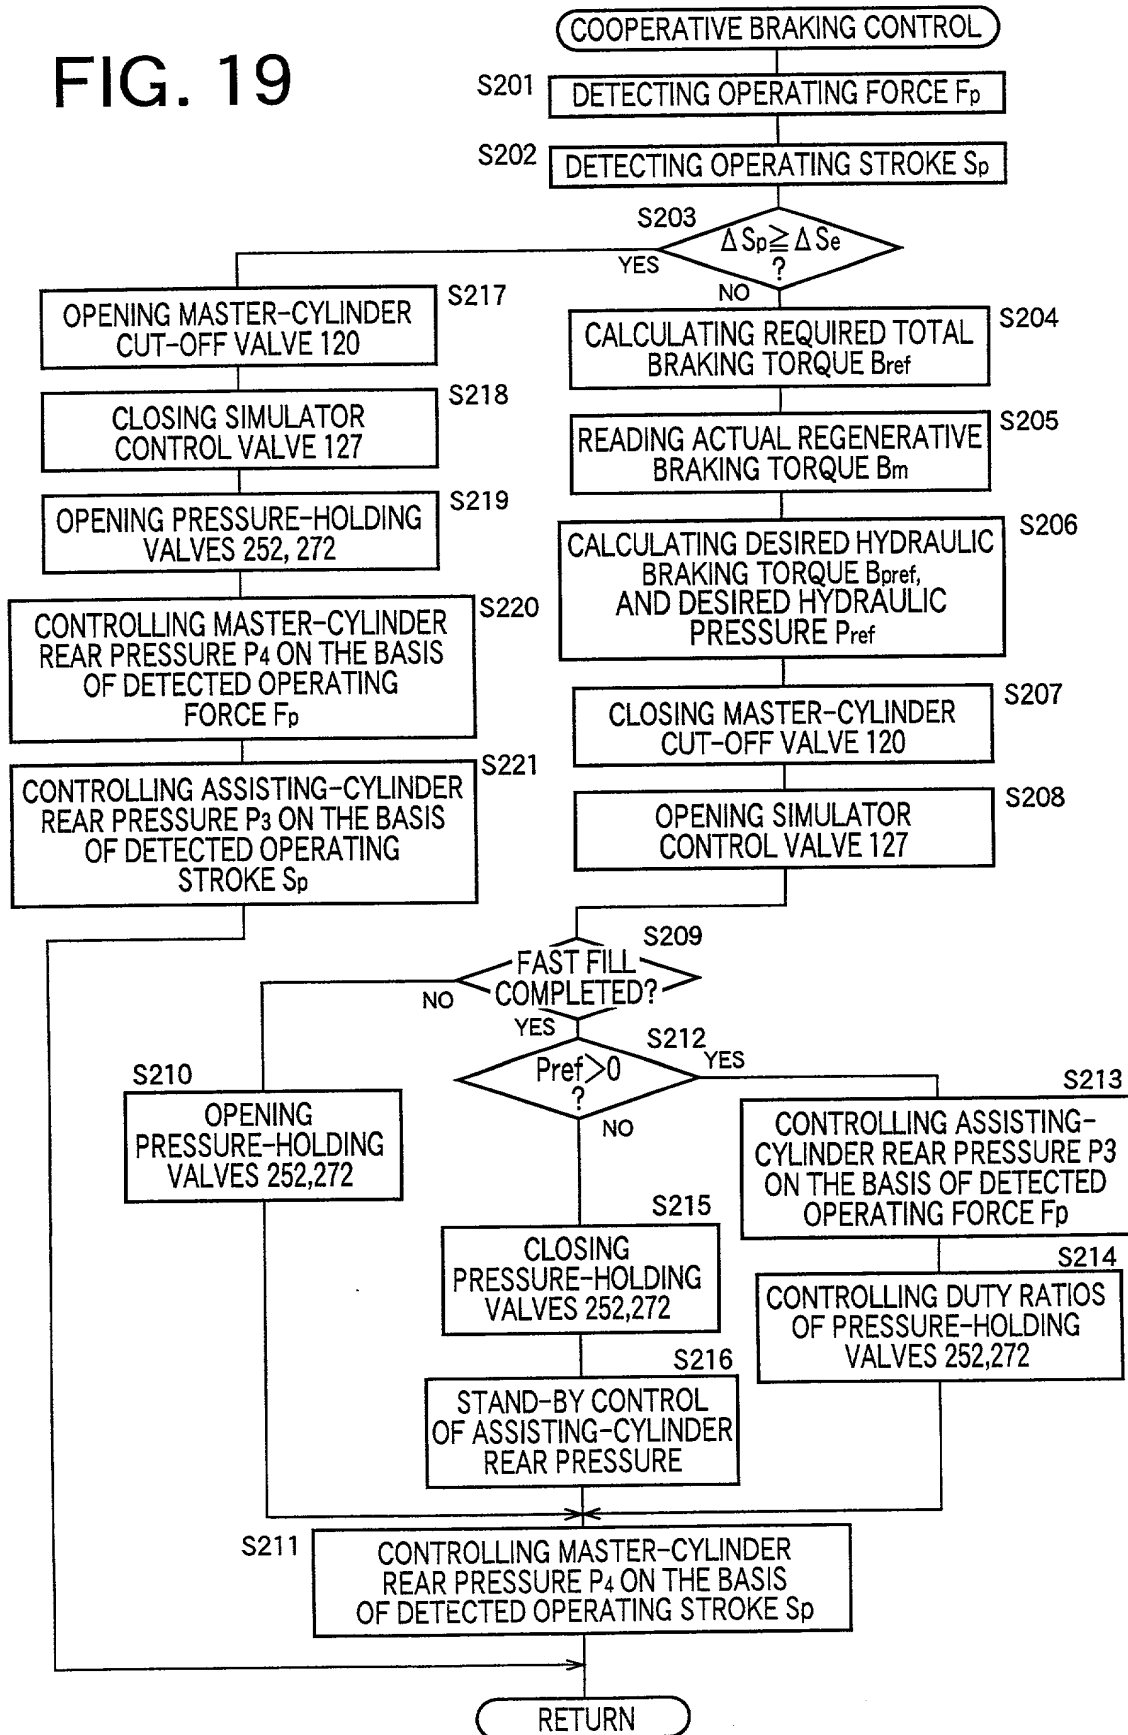 FIG. 19
COOPERATIVE BRAKING CONTROL
S201
DETECTING OPERATING FORCE Fp
S202
DETECTING OPERATING STROKE Sp
S203
ΔSp≧ΔSe
?
YES
NO
S217
OPENING MASTER-CYLINDER
CUT-OFF VALVE 120
S218
CLOSING SIMULATOR
CONTROL VALVE 127
S219
OPENING PRESSURE-HOLDING
VALVES 252, 272
S220
CONTROLLING MASTER-CYLINDER
REAR PRESSURE P4 ON THE BASIS
OF DETECTED OPERATING
FORCE Fp
S221
CONTROLLING ASSISTING-CYLINDER
REAR PRESSURE P3 ON THE BASIS
OF DETECTED OPERATING
STROKE Sp
S204
CALCULATING REQUIRED TOTAL
BRAKING TORQUE Bref
S205
READING ACTUAL REGENERATIVE
BRAKING TORQUE Bm
S206
CALCULATING DESIRED HYDRAULIC
BRAKING TORQUE Bpref,
AND DESIRED HYDRAULIC
PRESSURE Pref
S207
CLOSING MASTER-CYLINDER
CUT-OFF VALVE 120
S208
OPENING SIMULATOR
CONTROL VALVE 127
S209
FAST FILL
COMPLETED?
NO
YES
S212
Pref>0
?
YES
NO
S210
OPENING
PRESSURE-HOLDING
VALVES 252,272
S213
CONTROLLING ASSISTING-
CYLINDER REAR PRESSURE P3
ON THE BASIS OF DETECTED
OPERATING FORCE Fp
S214
CONTROLLING DUTY RATIOS
OF PRESSURE-HOLDING
VALVES 252,272
S215
CLOSING
PRESSURE-HOLDING
VALVES 252,272
S216
STAND-BY CONTROL
OF ASSISTING-CYLINDER
REAR PRESSURE
S211
CONTROLLING MASTER-CYLINDER
REAR PRESSURE P4 ON THE BASIS
OF DETECTED OPERATING STROKE Sp
RETURN